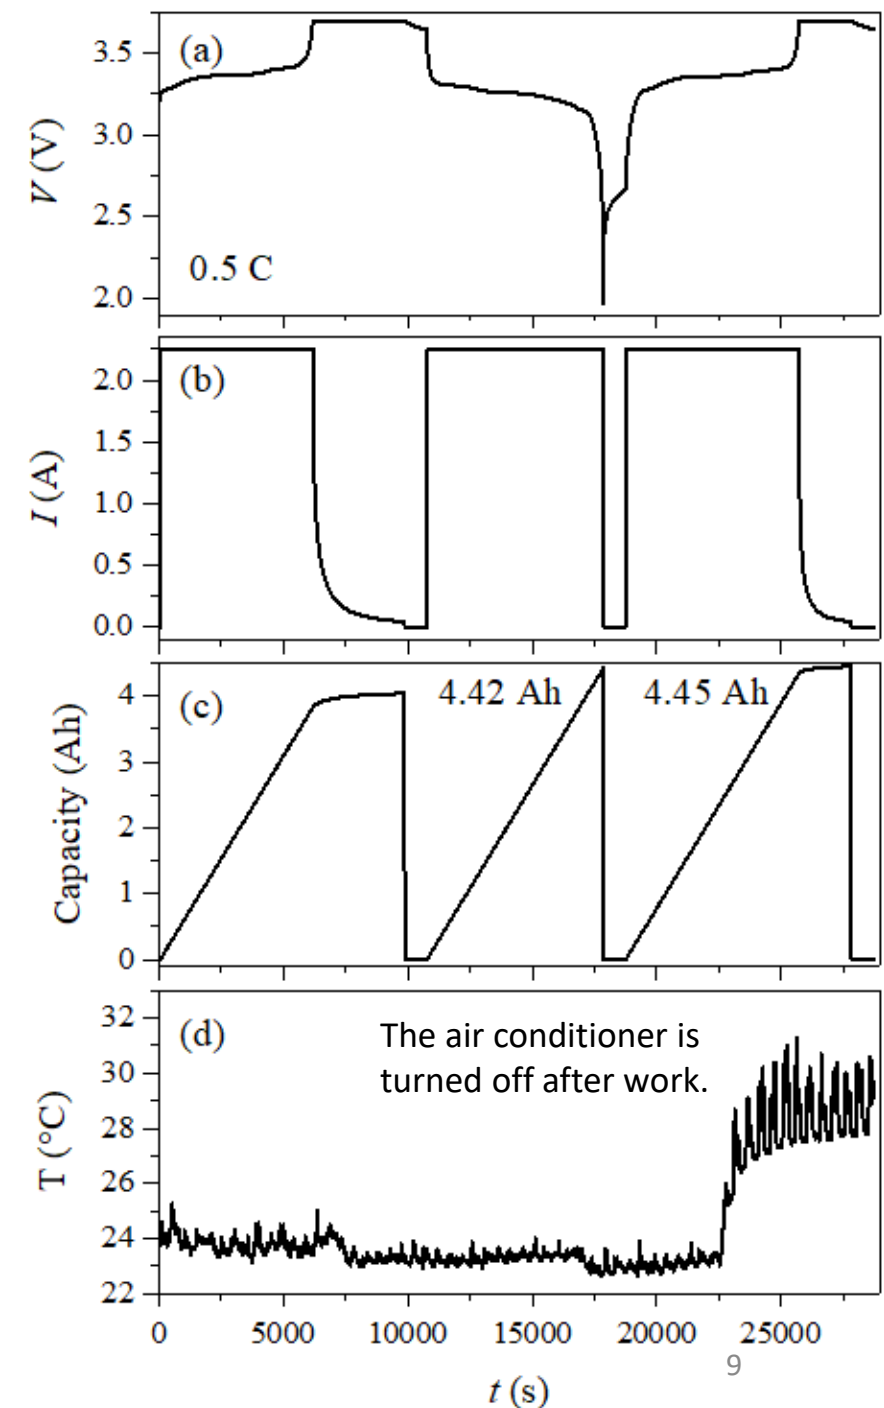 (a)
3.5
3.0
2.5
2.0
V (V)
0.5 C
(b)
2.0
1.5
1.0
0.5
0.0
I (A)
(c)
4.42 Ah
4.45 Ah
4
3
2
1
0
Capacity (Ah)
(d)
The air conditioner is
turned off after work.
32
30
28
26
24
22
T (°C)
0 5000 10000 15000 20000 25000
9
t (s)